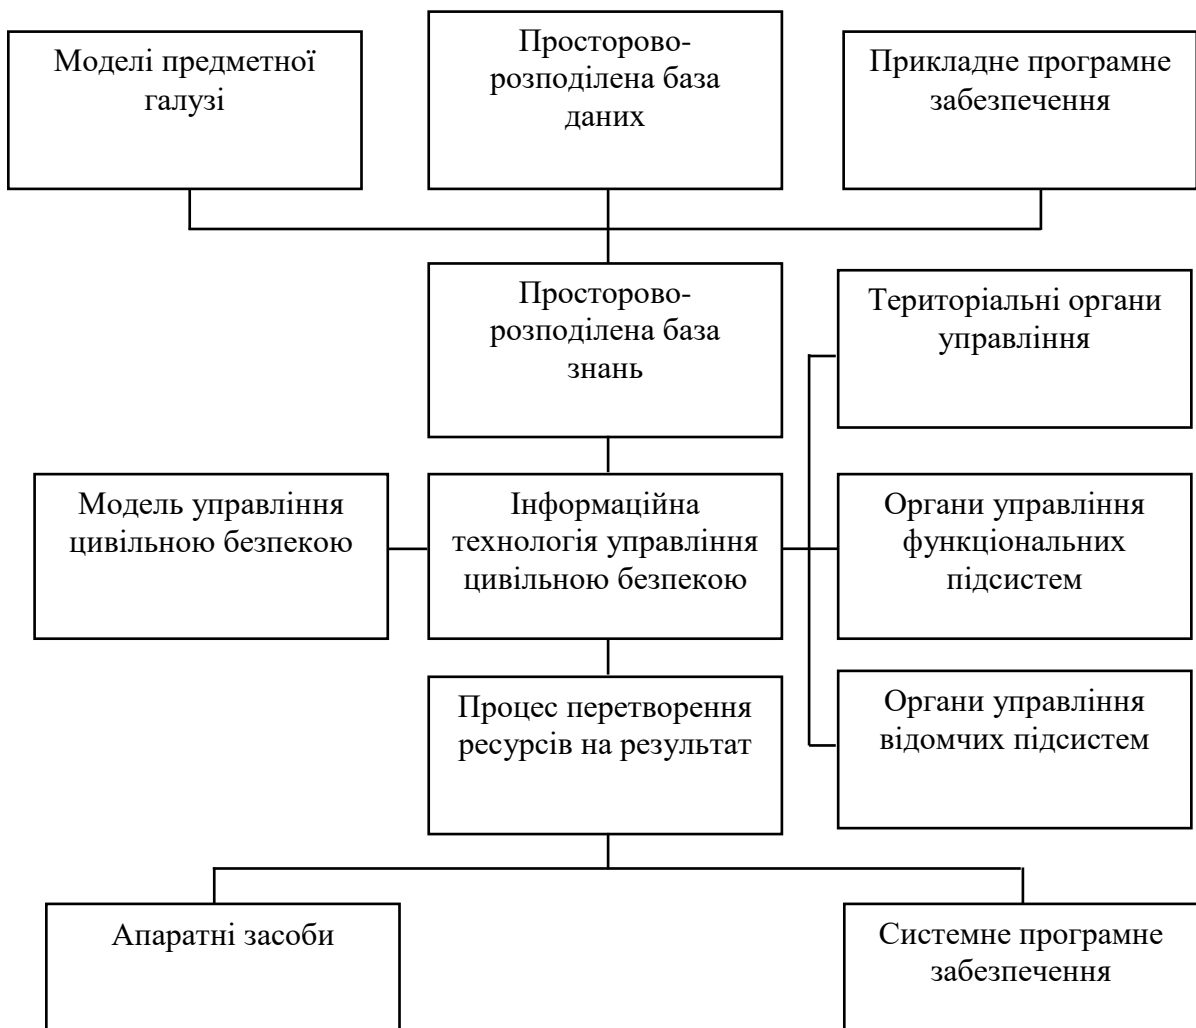 Моделі предметної
галузі
Просторово-
розподілена база
даних
Прикладне програмне
забезпечення
Просторово-
розподілена база
знань
Територіальні органи
управління
Модель управління
цивільною безпекою
Інформаційна
технологія управління
цивільною безпекою
Органи управління
функціональних
підсистем
Процес перетворення
ресурсів на результат
Органи управління
відомчих підсистем
Апаратні засоби
Системне програмне
забезпечення